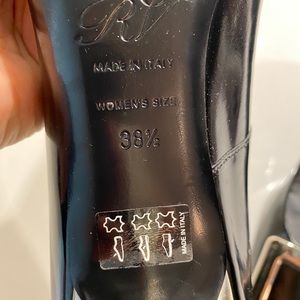 RV
MADE IN ITALY
WOMEN'S SIZE
38½
MADE IN ITALY